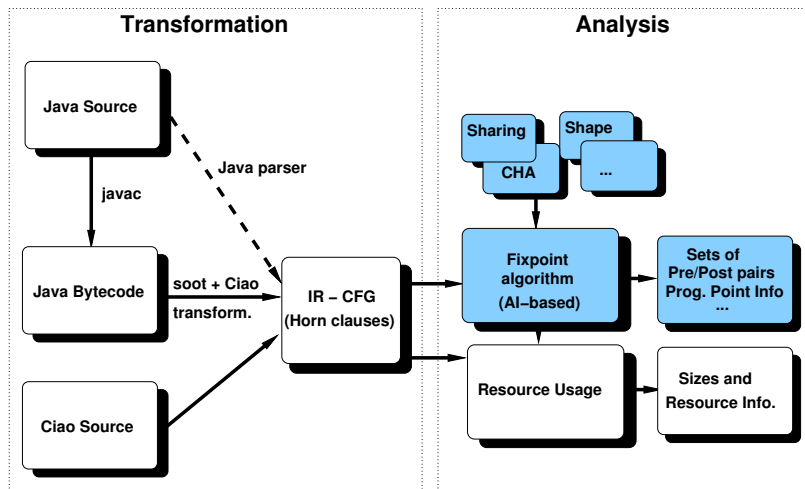 Transformation
Analysis
Java Source
Java parser
javac
Java Bytecode
soot + Ciao
transform.
Ciao Source
IR − CFG
(Horn clauses)
Sharing
CHA
Shape
...
Fixpoint
algorithm
(AI−based)
Sets of
Pre/Post pairs
Prog. Point Info
...
Resource Usage
Sizes and
Resource Info.